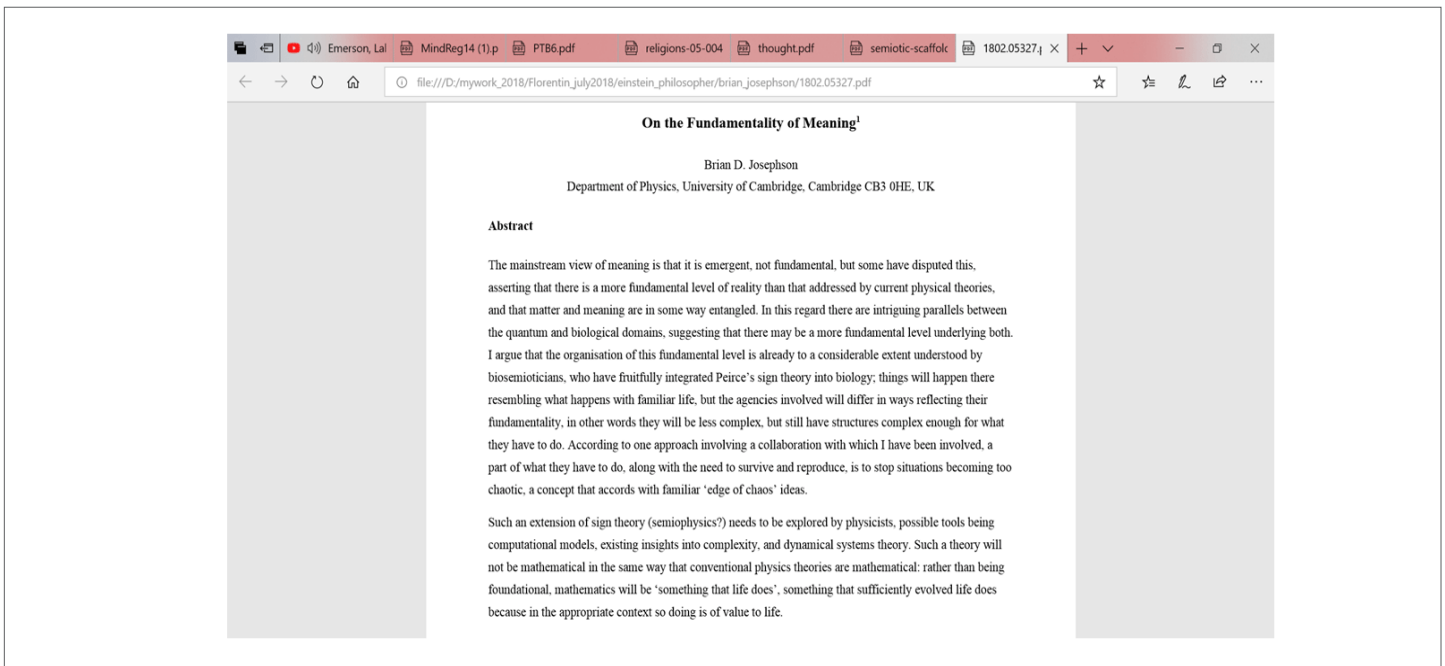 Emerson, Lal MindReg14 (1).p PTB6.pdf religions-05-004 thought.pdf semiotic-scaffolc 1802.05327.p
file:///D:/mywork_2018/Florentin_july2018/einstein_philosopher/brian_josephson/1802.05327.pdf
On the Fundamentality of Meaning¹
Brian D. Josephson
Department of Physics, University of Cambridge, Cambridge CB3 0HE, UK
Abstract
The mainstream view of meaning is that it is emergent, not fundamental, but some have disputed this,
asserting that there is a more fundamental level of reality than that addressed by current physical theories,
and that matter and meaning are in some way entangled. In this regard there are intriguing parallels between
the quantum and biological domains, suggesting that there may be a more fundamental level underlying both.
I argue that the organisation of this fundamental level is already to a considerable extent understood by
biosemioticians, who have fruitfully integrated Peirce’s sign theory into biology; things will happen there
resembling what happens with familiar life, but the agencies involved will differ in ways reflecting their
fundamentality, in other words they will be less complex, but still have structures complex enough for what
they have to do. According to one approach involving a collaboration with which I have been involved, a
part of what they have to do, along with the need to survive and reproduce, is to stop situations becoming too
chaotic, a concept that accords with familiar ‘edge of chaos’ ideas.
Such an extension of sign theory (semiophysics?) needs to be explored by physicists, possible tools being
computational models, existing insights into complexity, and dynamical systems theory. Such a theory will
not be mathematical in the same way that conventional physics theories are mathematical: rather than being
foundational, mathematics will be ‘something that life does’, something that sufficiently evolved life does
because in the appropriate context so doing is of value to life.